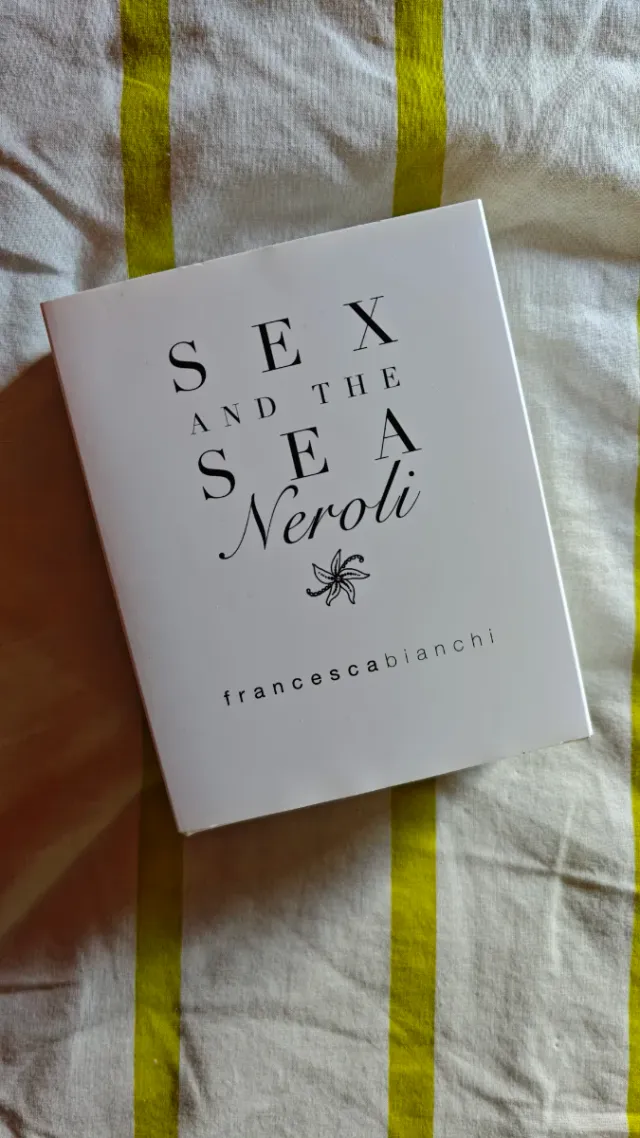 SEX
AND THE
SEA
Neroli
francescabianchi